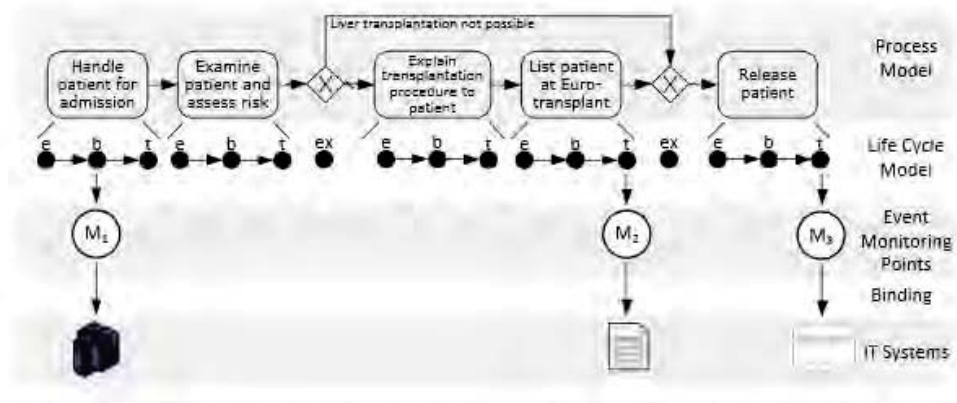 Liver transplantation not possible
Handle
patient for
admission
Examine
patient and
assess risk
X
Explain
transplantation
procedure to
patient
List patient
at Euro-
transplant
X
Release
patient
Process
Model
e b t e b t ex e b t e b t ex e b t
Life Cycle
Model
M1
M2
M3
Event
Monitoring
Points
Binding
IT Systems